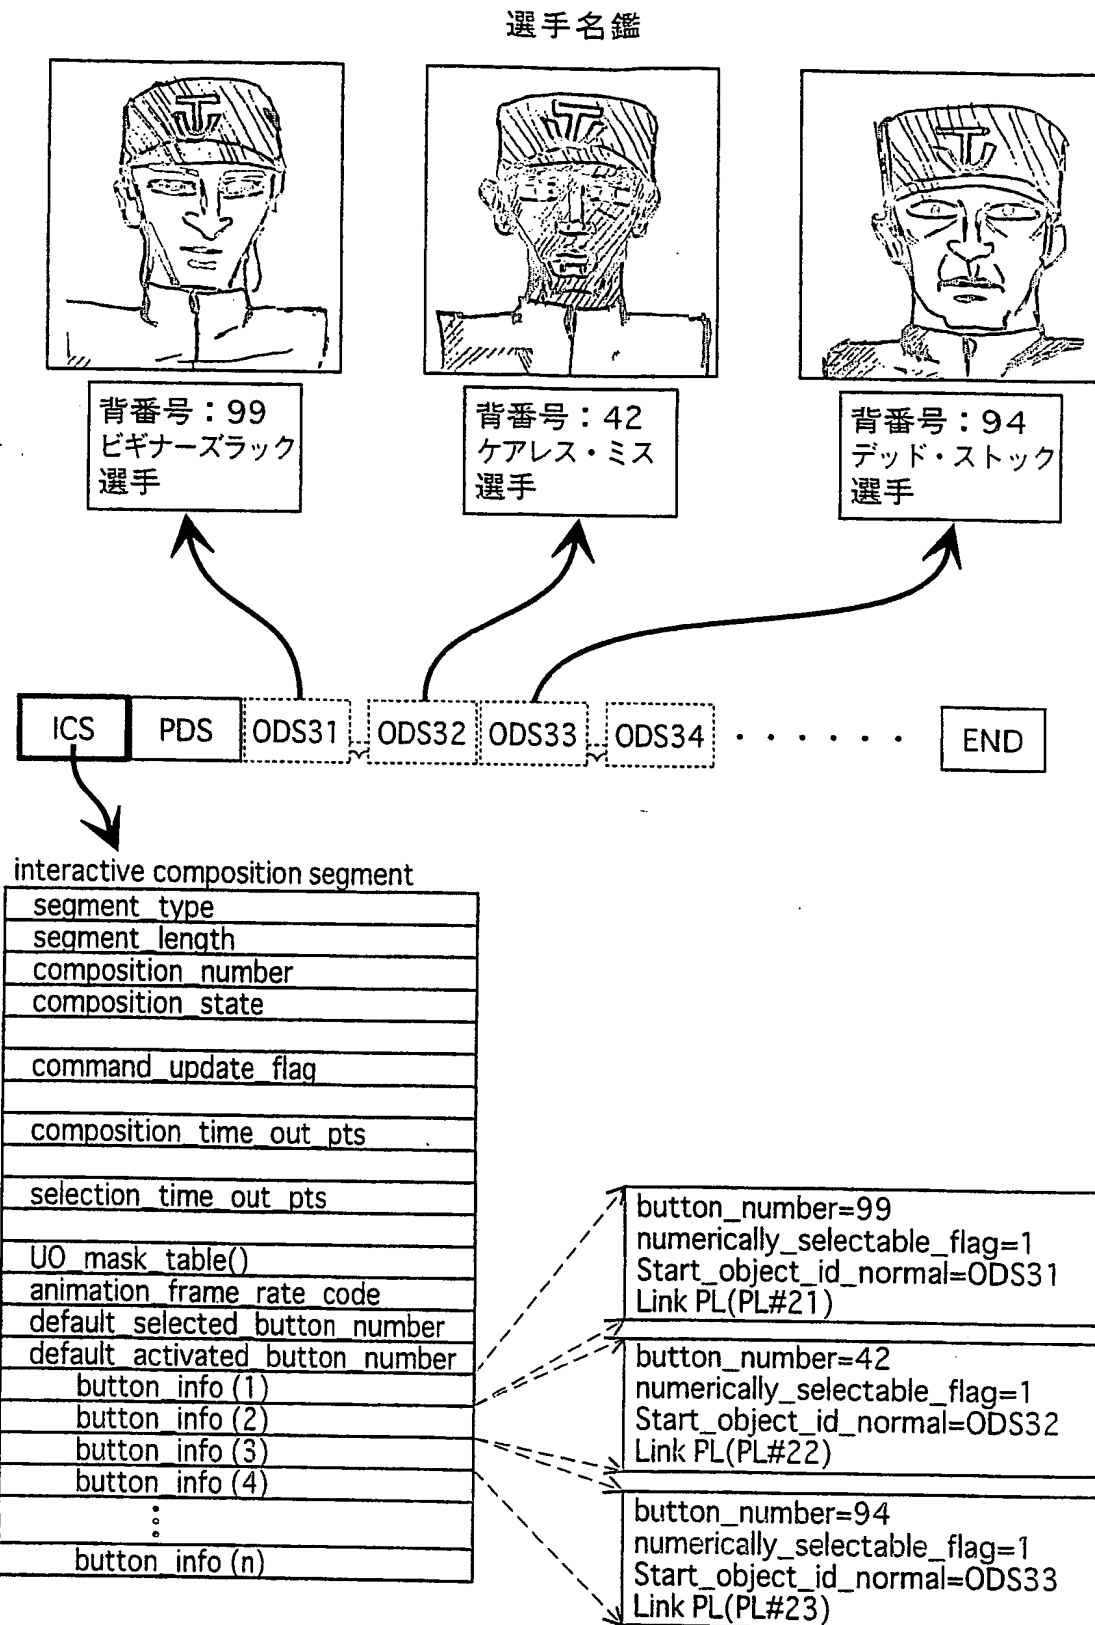 選手名鑑
背番号：99
ビギナーズラック
選手
背番号：42
ケアレス・ミス
選手
背番号：94
デッド・ストック
選手
ICS
PDS
ODS31
ODS32
ODS33
ODS34
END
interactive composition segment
segment_type
segment_length
composition_number
composition_state
command_update_flag
composition_time_out_pts
selection_time_out_pts
UO_mask_table()
animation_frame_rate_code
default_selected_button_number
default_activated_button_number
button_info (1)
button_info (2)
button_info (3)
button_info (4)
button_info (n)
button_number=99
numerically_selectable_flag=1
Start_object_id_normal=ODS31
Link PL(PL#21)
button_number=42
numerically_selectable_flag=1
Start_object_id_normal=ODS32
Link PL(PL#22)
button_number=94
numerically_selectable_flag=1
Start_object_id_normal=ODS33
Link PL(PL#23)